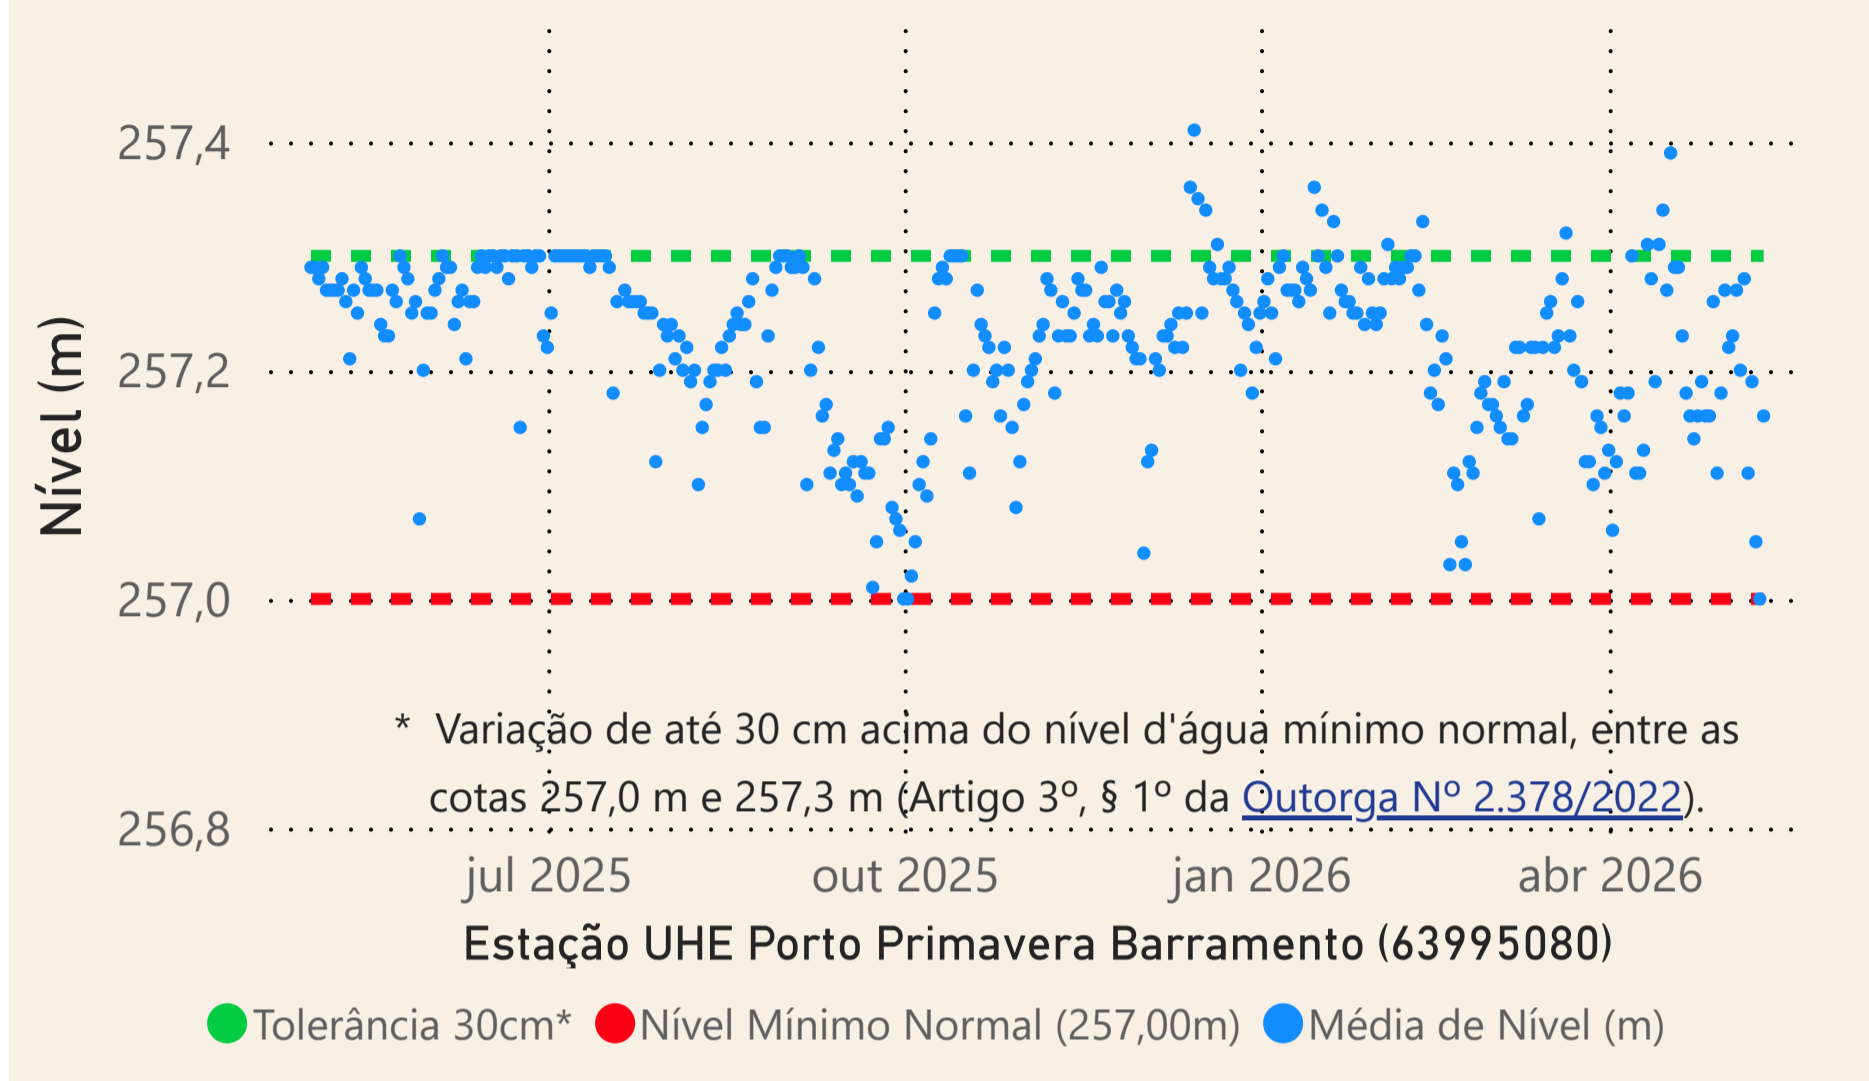 257,4
257,2
257,0
256,8
Nível (m)
* Variação de até 30 cm acima do nível d'água mínimo normal, entre as
cotas 257,0 m e 257,3 m (Artigo 3º, § 1º da Outorga Nº 2.378/2022).
jul 2025 out 2025 jan 2026 abr 2026
Estação UHE Porto Primavera Barramento (63995080)
Tolerância 30cm* Nível Mínimo Normal (257,00m) Média de Nível (m)